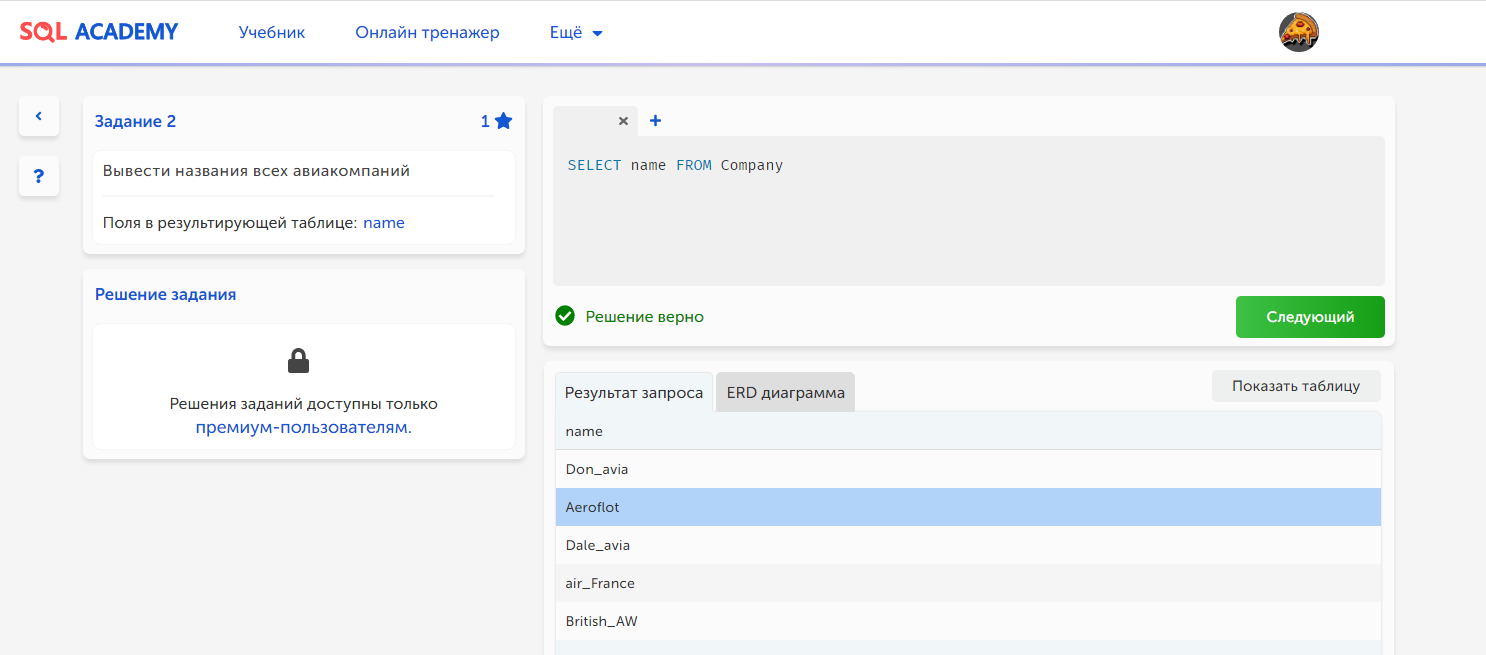 SQL ACADEMY
Учебник
Онлайн тренажер
Ещё
Задание 2
1
Вывести названия всех авиакомпаний
Поля в результирующей таблице: name
?
Решение задания
Решения заданий доступны только
премиум-пользователям.
SELECT name FROM Company
Решение верно
Следующий
Результат запроса
ERD диаграмма
Показать таблицу
name
Don_avia
Aeroflot
Dale_avia
air_France
British_AW